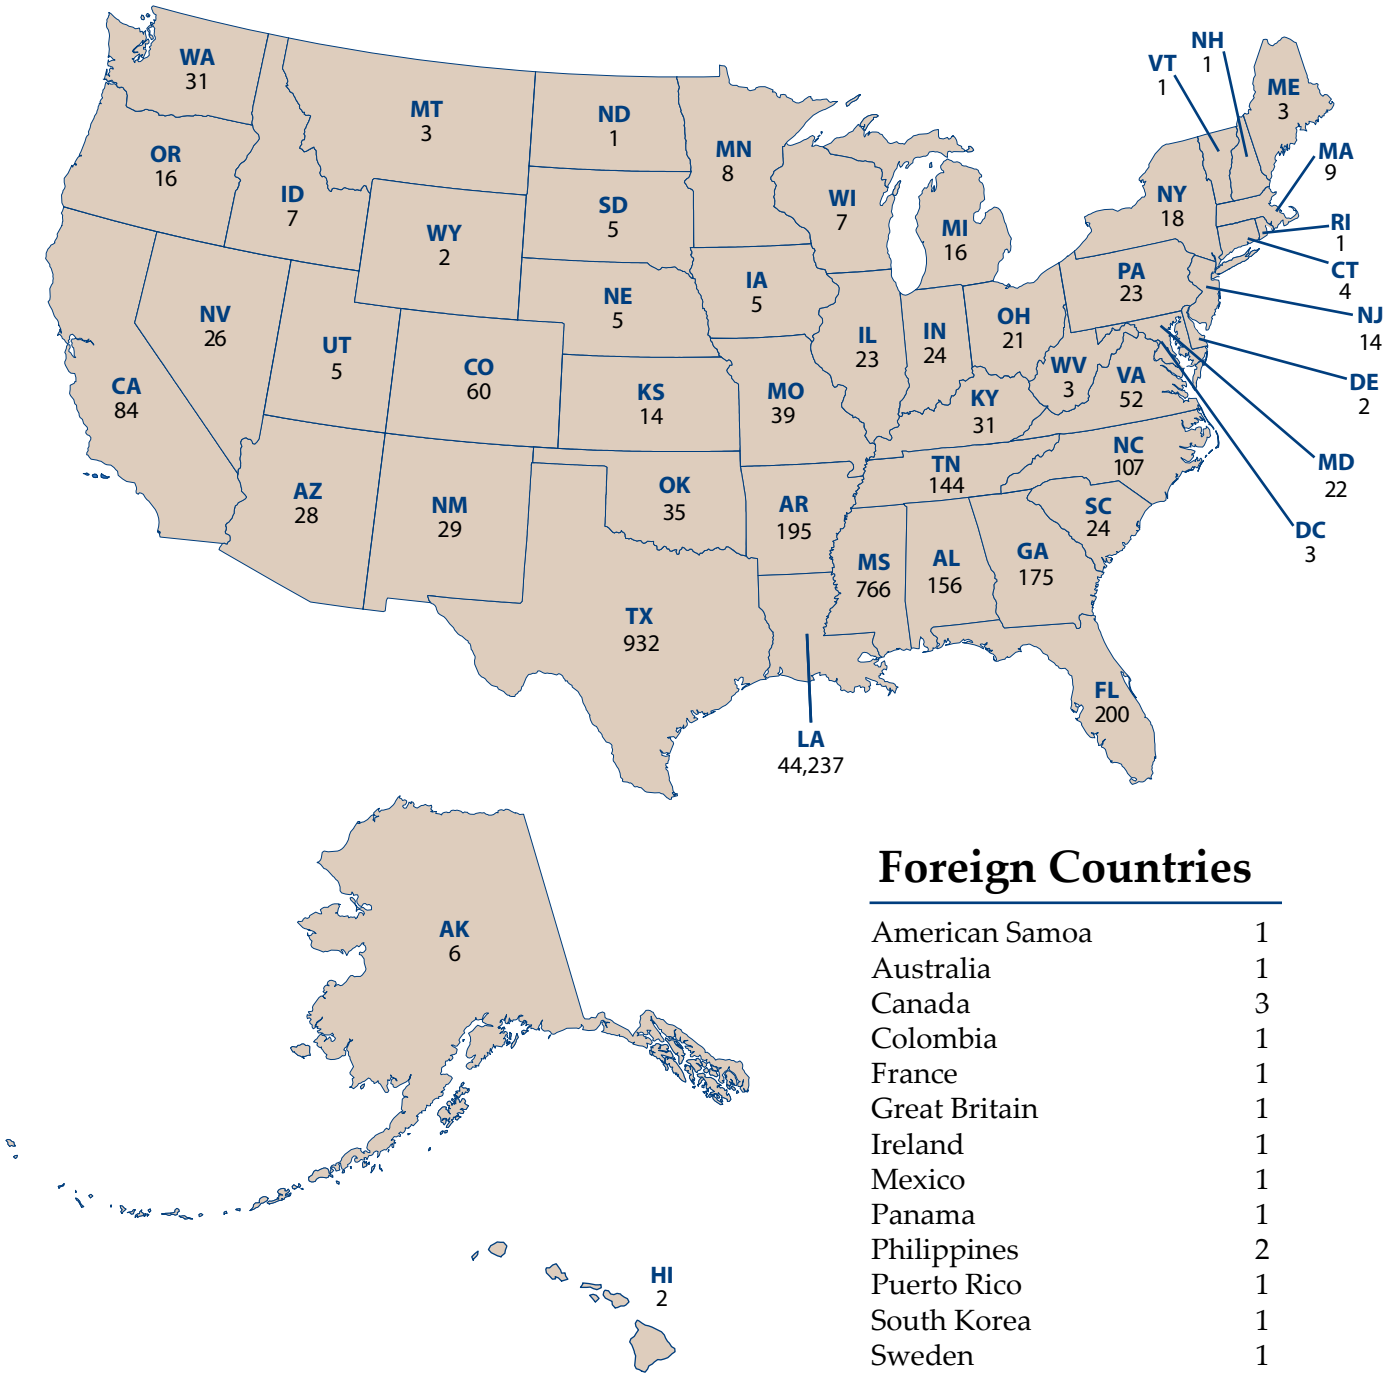 WA
31
OR
16
CA
84
NV
26
ID
7
MT
3
WY
2
UT
5
CO
60
AZ
28
NM
29
ND
1
SD
5
NE
5
KS
14
OK
35
TX
932
MN
8
IA
5
MO
39
AR
195
LA
44,237
WI
7
IL
23
MI
16
IN
24
OH
21
KY
31
TN
144
MS
766
AL
156
GA
175
FL
200
SC
24
NC
107
VA
52
WV
3
PA
23
NY
18
VT
1
NH
1
ME
3
MA
9
RI
1
CT
4
NJ
14
DE
2
MD
22
DC
3
AK
6
HI
2
Foreign Countries
American Samoa 1
Australia 1
Canada 3
Colombia 1
France 1
Great Britain 1
Ireland 1
Mexico 1
Panama 1
Philippines 2
Puerto Rico 1
South Korea 1
Sweden 1